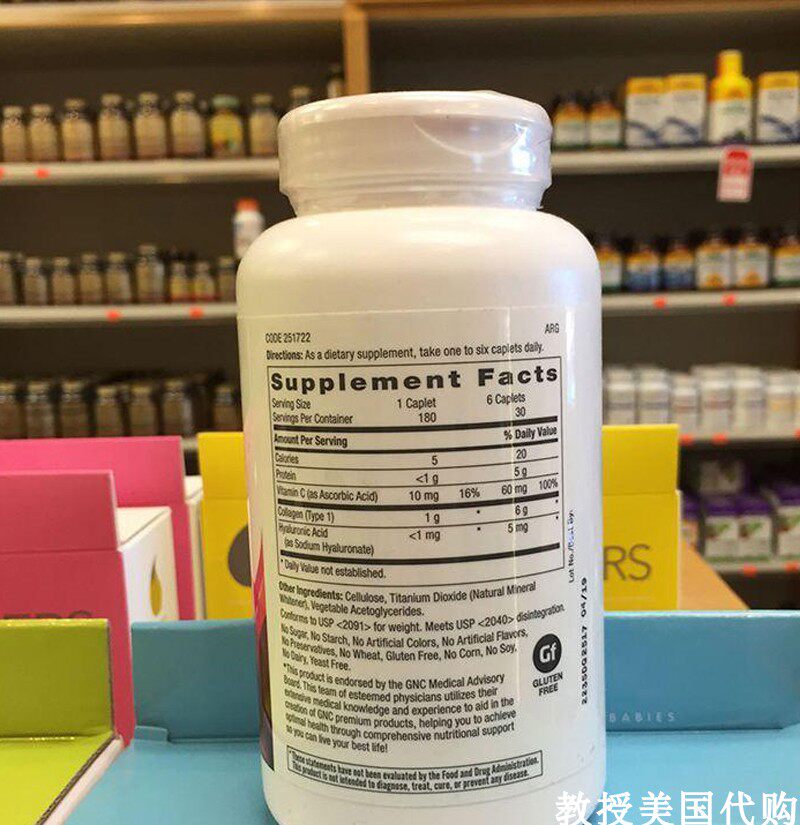 CODE 251722 ARG
Directions: As a dietary supplement, take one to six caplets daily.
Supplement Facts
Serving Size 1 Caplet 6 Caplets
Servings Per Container 180 30
Amount Per Serving % Daily Value
Calories 5 20
Protein <1 g 5 g
Vitamin C (as Ascorbic Acid) 10 mg 16% 60 mg 100%
Collagen (Type 1) 1 g * 6 g *
Hyaluronic Acid <1 mg * 5 mg *
(as Sodium Hyaluronate)
* Daily Value not established.
Other Ingredients: Cellulose, Titanium Dioxide (Natural Mineral
Whitener), Vegetable Acetoglycerides.
Conforms to USP <2091> for weight. Meets USP <2040> disintegration.
No Sugar, No Starch, No Artificial Colors, No Artificial Flavors,
No Preservatives, No Wheat, Gluten Free, No Corn, No Soy,
No Dairy, Yeast Free.
*This product is endorsed by the GNC Medical Advisory
Board. This team of esteemed physicians utilizes their
extensive medical knowledge and experience to aid in the
creation of GNC premium products, helping you to achieve
optimal health through comprehensive nutritional support
so you can live your best life!
*These statements have not been evaluated by the Food and Drug Administration.
This product is not intended to diagnose, treat, cure, or prevent any disease.
Gf
GLUTEN
FREE
Lot No./Best By:
2235DQ2517 04/19
ERS
RS
BABIES
教授美国代购